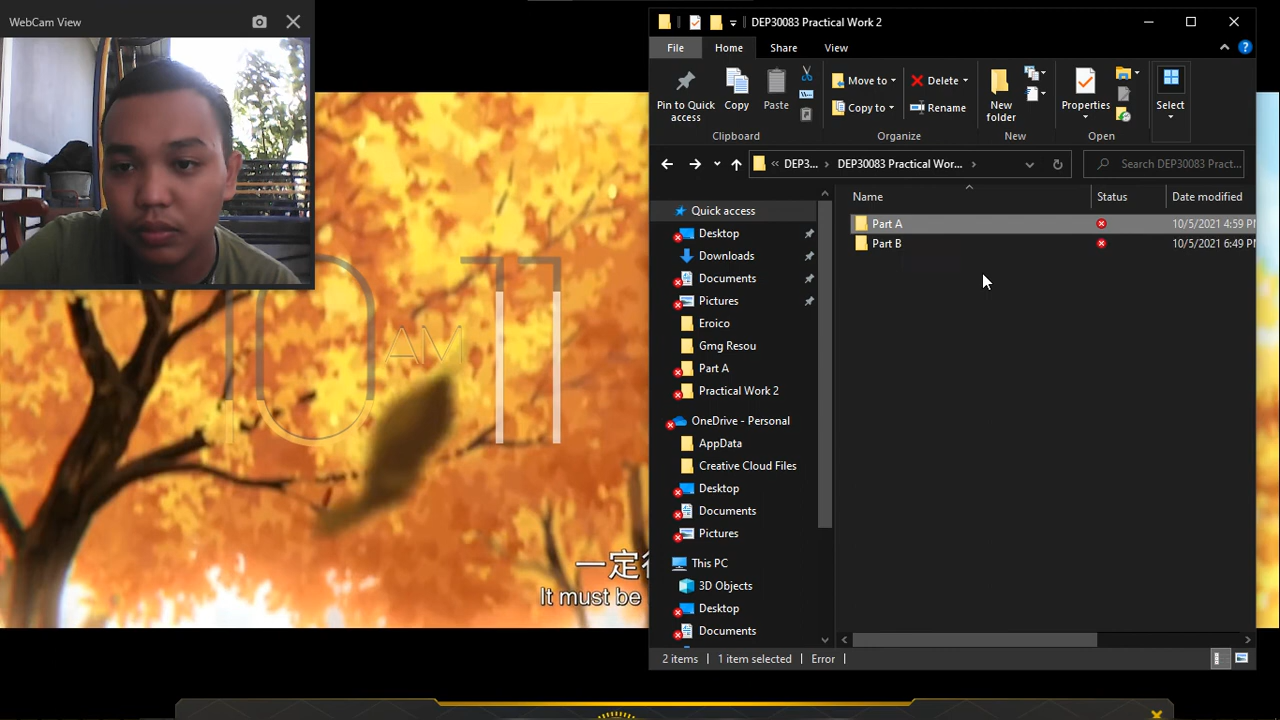 WebCam View
DEP30083 Practical Work 2
File
Home
Share
View
Pin to Quick access
Copy
Paste
Move to
Copy to
Delete
Rename
New folder
Properties
Select
Clipboard
Organize
New
Open
« DEP3... › DEP30083 Practical Wor... ›
Search DEP30083 Pract...
Name
Status
Date modified
Part A
10/5/2021 4:59 P
Part B
10/5/2021 6:49 P
Quick access
Desktop
Downloads
Documents
Pictures
Eroico
Gmg Resou
Part A
Practical Work 2
OneDrive - Personal
AppData
Creative Cloud Files
Desktop
Documents
Pictures
This PC
3D Objects
Desktop
Documents
2 items
1 item selected
Error
10
AM
11
一定
It must be